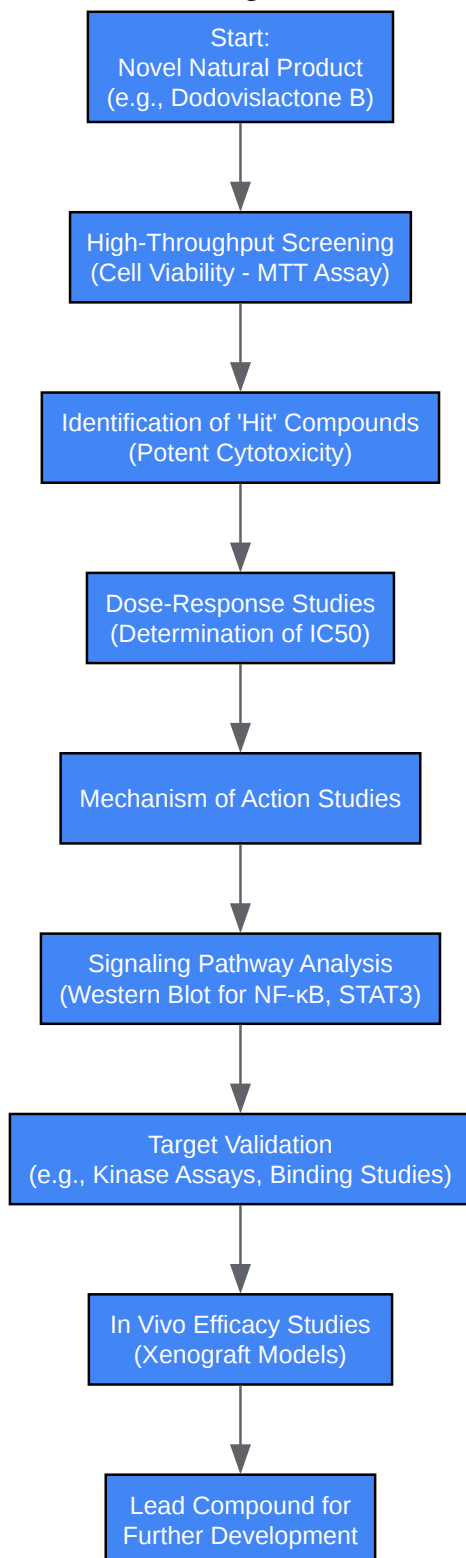 Start:
Novel Natural Product
(e.g., Dodovislactone B)
High-Throughput Screening
(Cell Viability - MTT Assay)
Identification of 'Hit' Compounds
(Potent Cytotoxicity)
Dose-Response Studies
(Determination of IC50)
Mechanism of Action Studies
Signaling Pathway Analysis
(Western Blot for NF-κB, STAT3)
Target Validation
(e.g., Kinase Assays, Binding Studies)
In Vivo Efficacy Studies
(Xenograft Models)
Lead Compound for
Further Development